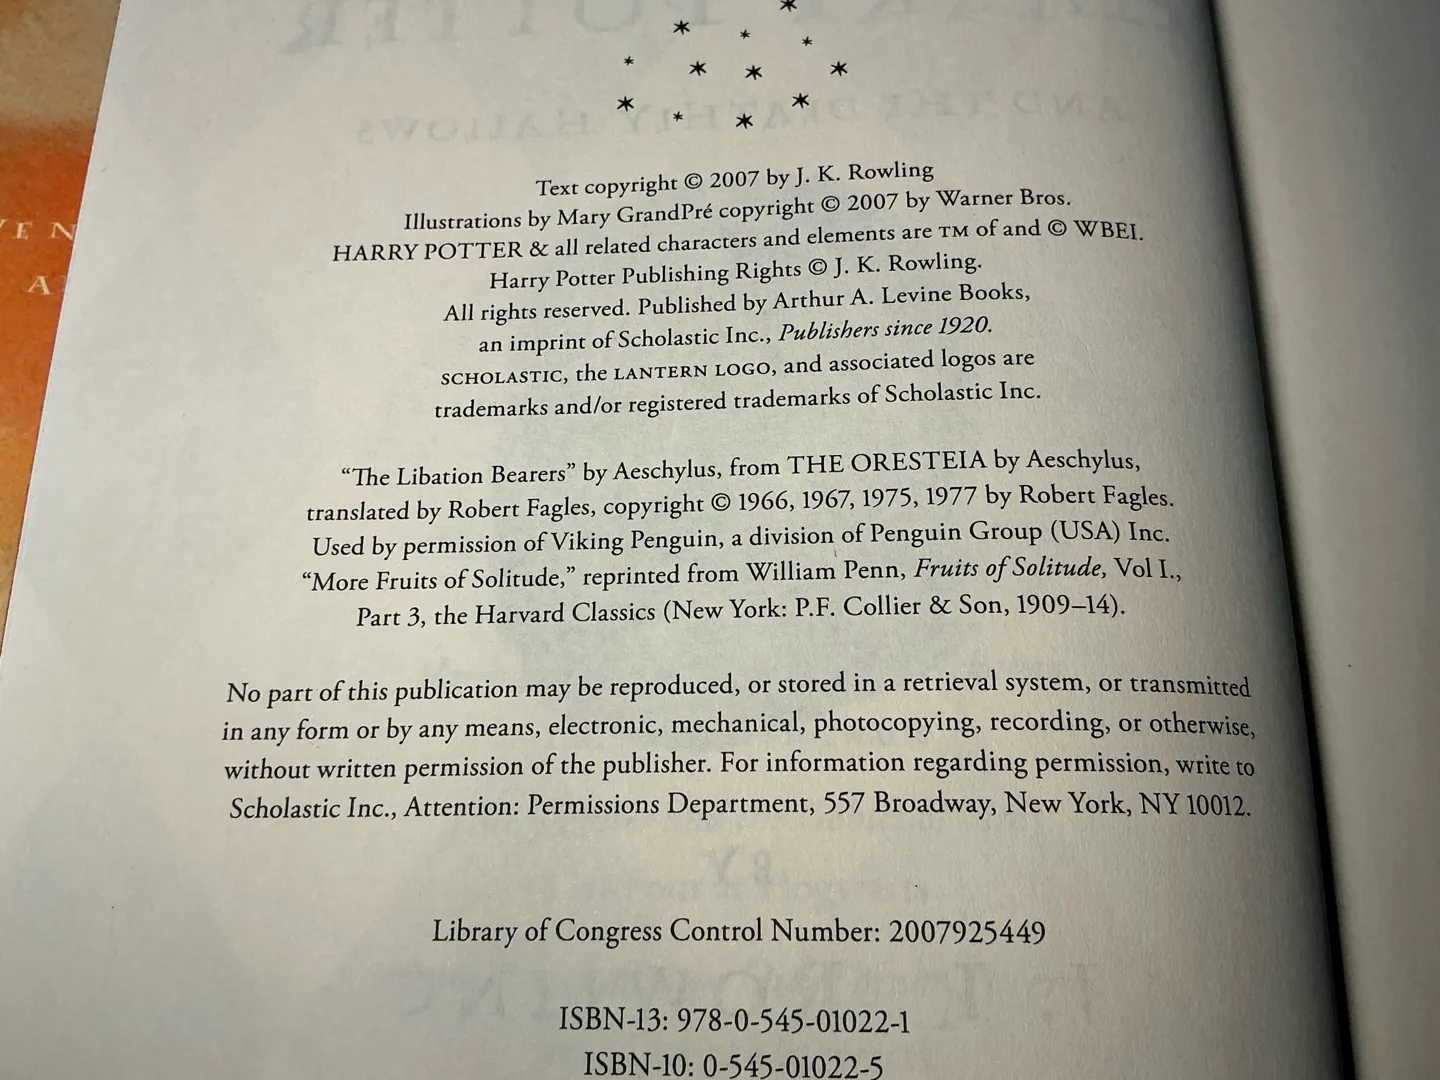 Text copyright © 2007 by J. K. Rowling
Illustrations by Mary GrandPré copyright © 2007 by Warner Bros.
HARRY POTTER & all related characters and elements are TM of and © WBEI.
Harry Potter Publishing Rights © J. K. Rowling.
All rights reserved. Published by Arthur A. Levine Books,
an imprint of Scholastic Inc., Publishers since 1920.
SCHOLASTIC, the LANTERN LOGO, and associated logos are
trademarks and/or registered trademarks of Scholastic Inc.
“The Libation Bearers” by Aeschylus, from THE ORESTEIA by Aeschylus,
translated by Robert Fagles, copyright © 1966, 1967, 1975, 1977 by Robert Fagles.
Used by permission of Viking Penguin, a division of Penguin Group (USA) Inc.
“More Fruits of Solitude,” reprinted from William Penn, Fruits of Solitude, Vol I.,
Part 3, the Harvard Classics (New York: P.F. Collier & Son, 1909–14).
No part of this publication may be reproduced, or stored in a retrieval system, or transmitted
in any form or by any means, electronic, mechanical, photocopying, recording, or otherwise,
without written permission of the publisher. For information regarding permission, write to
Scholastic Inc., Attention: Permissions Department, 557 Broadway, New York, NY 10012.
Library of Congress Control Number: 2007925449
ISBN-13: 978-0-545-01022-1
ISBN-10: 0-545-01022-5